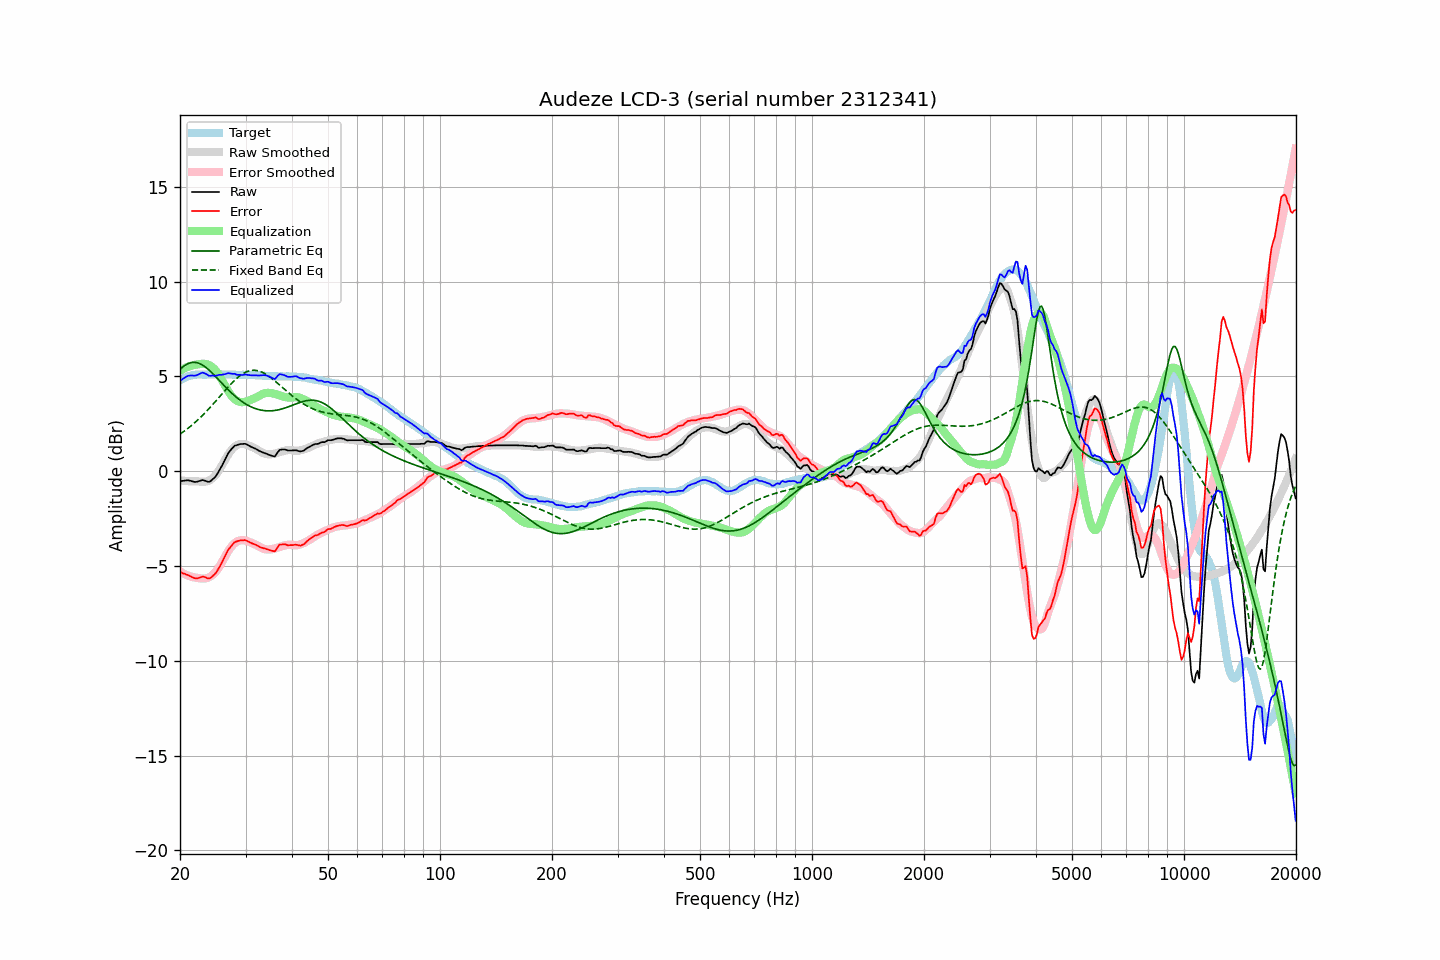 Audeze LCD-3 (serial number 2312341)
Target
Raw Smoothed
Error Smoothed
Raw
Error
Equalization
Parametric Eq
Fixed Band Eq
Equalized
Amplitude (dBr)
15
10
5
0
−5
−10
−15
−20
20 50 100 200 500 1000 2000 5000 10000 20000
Frequency (Hz)